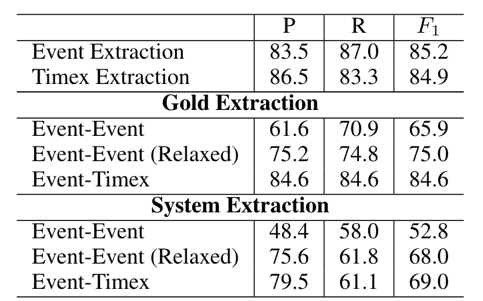 P R F1
Event Extraction 83.5 87.0 85.2
Timex Extraction 86.5 83.3 84.9
Gold Extraction
Event-Event 61.6 70.9 65.9
Event-Event (Relaxed) 75.2 74.8 75.0
Event-Timex 84.6 84.6 84.6
System Extraction
Event-Event 48.4 58.0 52.8
Event-Event (Relaxed) 75.6 61.8 68.0
Event-Timex 79.5 61.1 69.0